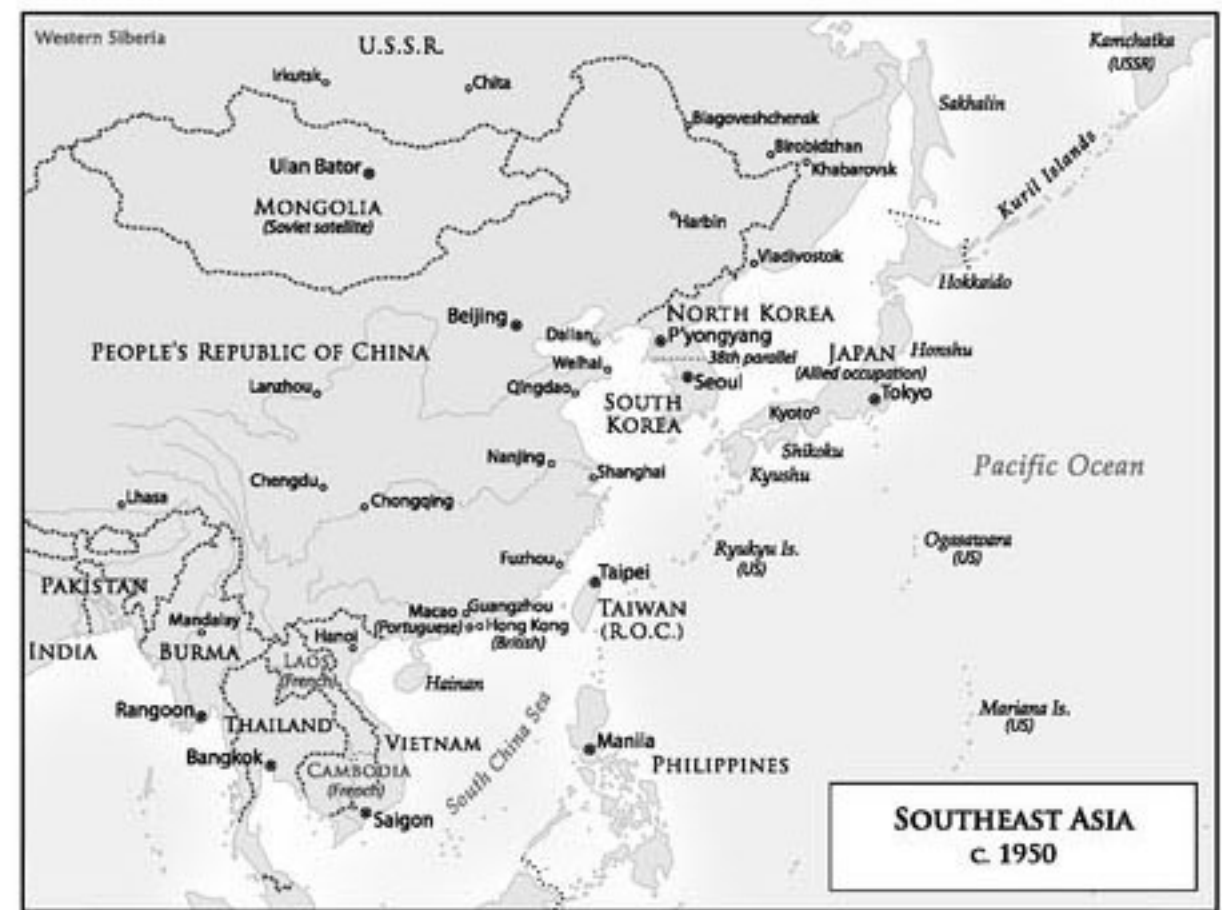 Western Siberia
U.S.S.R.
Kamchatka
(USSR)
Irkutsk
Chita
Sakhalin
Blagoveshchensk
Birobidzhan
Khabarovsk
Kuril Islands
Ulan Bator
MONGOLIA
(Soviet satellite)
Harbin
Vladivostok
Hokkaido
Beijing
NORTH KOREA
Dalian
P'yongyang
PEOPLE'S REPUBLIC OF CHINA
38th parallel
JAPAN
(Allied occupation)
Honshu
Weihai
Lanzhou
Qingdao
Seoul
Tokyo
SOUTH
KOREA
Kyoto
Shikoku
Kyushu
Nanjing
Shanghai
Pacific Ocean
Chengdu
Chongqing
Lhasa
Fuzhou
Ryukyu Is.
(US)
Ogasawara
(US)
Taipei
PAKISTAN
TAIWAN
(R.O.C.)
Macao
(Portuguese)
Guangzhou
Hong Kong
(British)
Mandalay
Hanoi
INDIA
BURMA
LAOS
(French)
Hainan
Rangoon
THAILAND
VIETNAM
South China Sea
Mariana Is.
(US)
Manila
Bangkok
CAMBODIA
(French)
PHILIPPINES
Saigon
SOUTHEAST ASIA
c. 1950